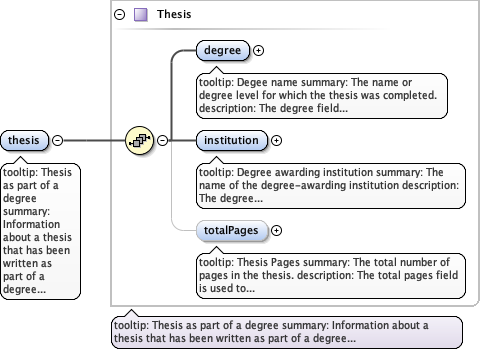 Thesis
degree
tooltip: Degee name summary: The name or
degree level for which the thesis was completed.
description: The degree field...
thesis
tooltip: Thesis
as part of a
degree
summary:
Information
about a thesis
that has been
written as
part of a
degree...
institution
tooltip: Degree awarding institution summary: The
name of the degree-awarding institution description:
The degree...
totalPages
tooltip: Thesis Pages summary: The total number of
pages in the thesis. description: The total pages field
is used to...
tooltip: Thesis as part of a degree summary: Information about a
thesis that has been written as part of a degree...